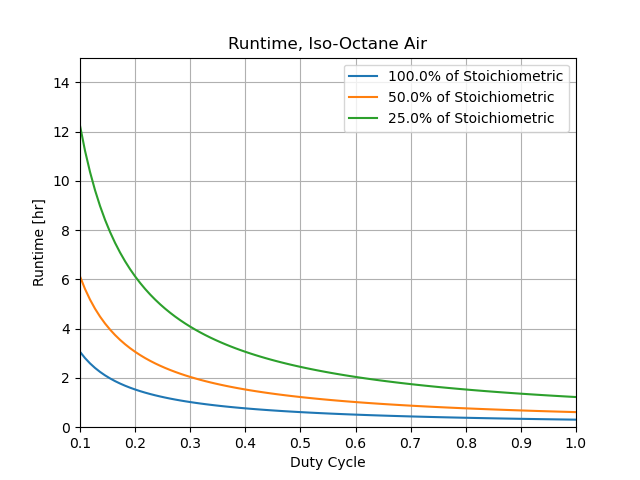 Runtime, Iso-Octane Air
100.0% of Stoichiometric
50.0% of Stoichiometric
25.0% of Stoichiometric
Runtime [hr]
14
12
10
8
6
4
2
0
0.1 0.2 0.3 0.4 0.5 0.6 0.7 0.8 0.9 1.0
Duty Cycle